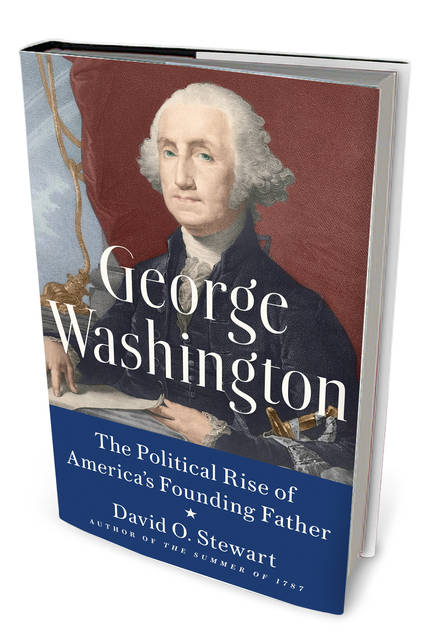 George
Washington
The Political Rise of
America's Founding Father
David O. Stewart
AUTHOR OF THE SUMMER OF 1787